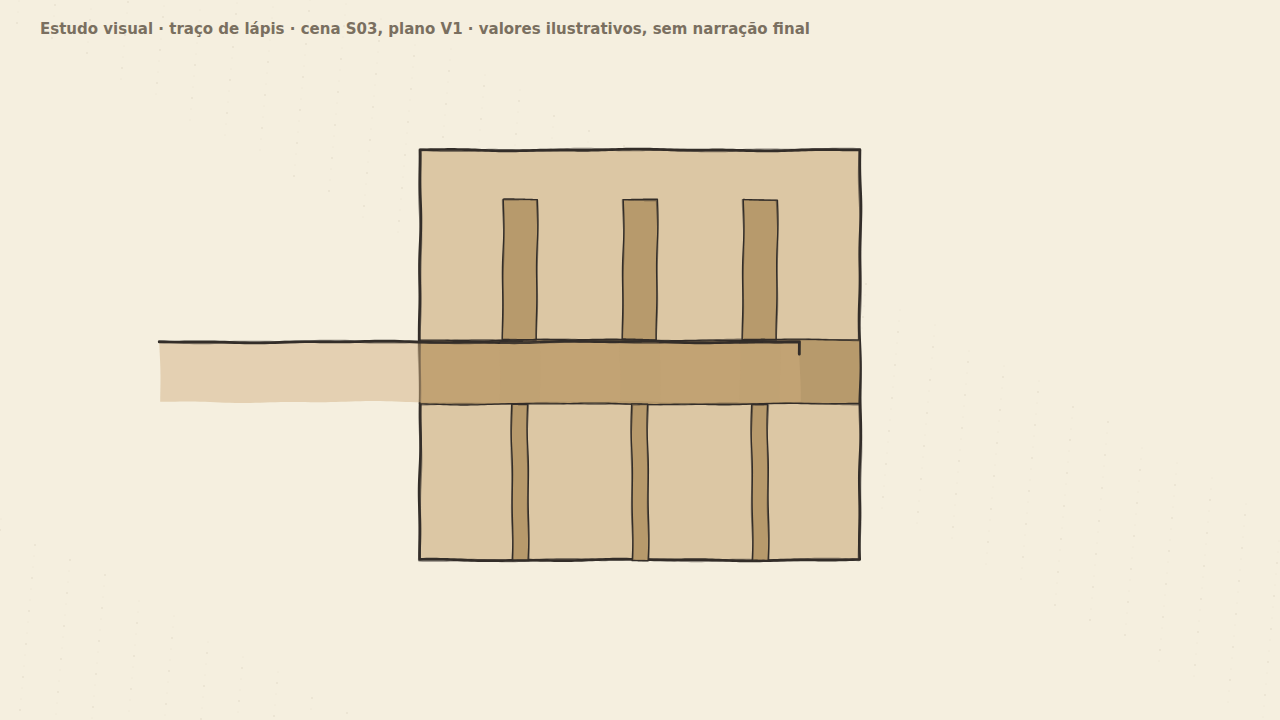 Estudo visual · traço de lápis · cena S03, plano V1 · valores ilustrativos, sem narração final